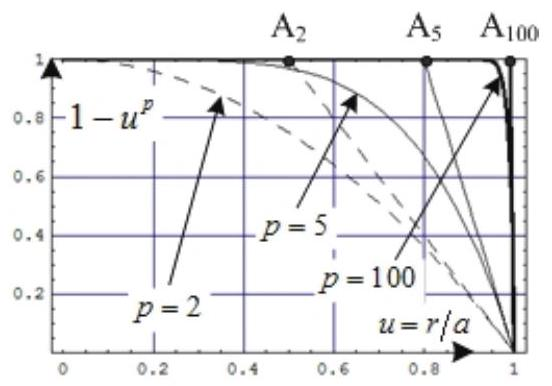 A₂ A₅ A₁₀₀
1
1 − uᵖ
0.8
0.6
p = 5
0.4
p = 100
p = 2
0.2
u = r/a
0 0.2 0.4 0.6 0.8 1